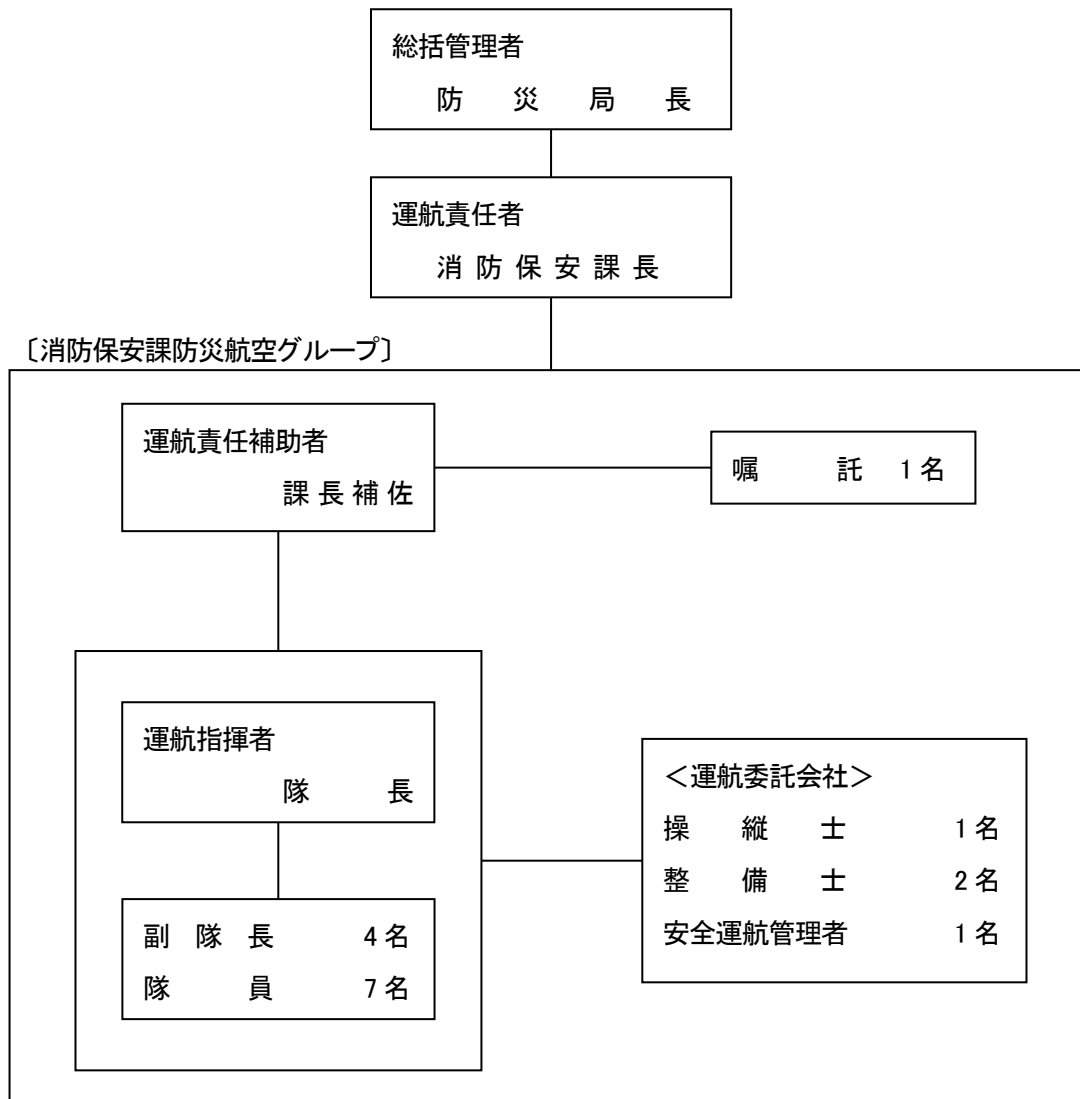 総括管理者
防災局長
運航責任者
消防保安課長
〔消防保安課防災航空グループ〕
運航責任補助者
課長補佐
嘱託 1名
運航指揮者
隊長
副隊長 4名
隊員 7名
＜運航委託会社＞
操縦士 1名
整備士 2名
安全運航管理者 1名